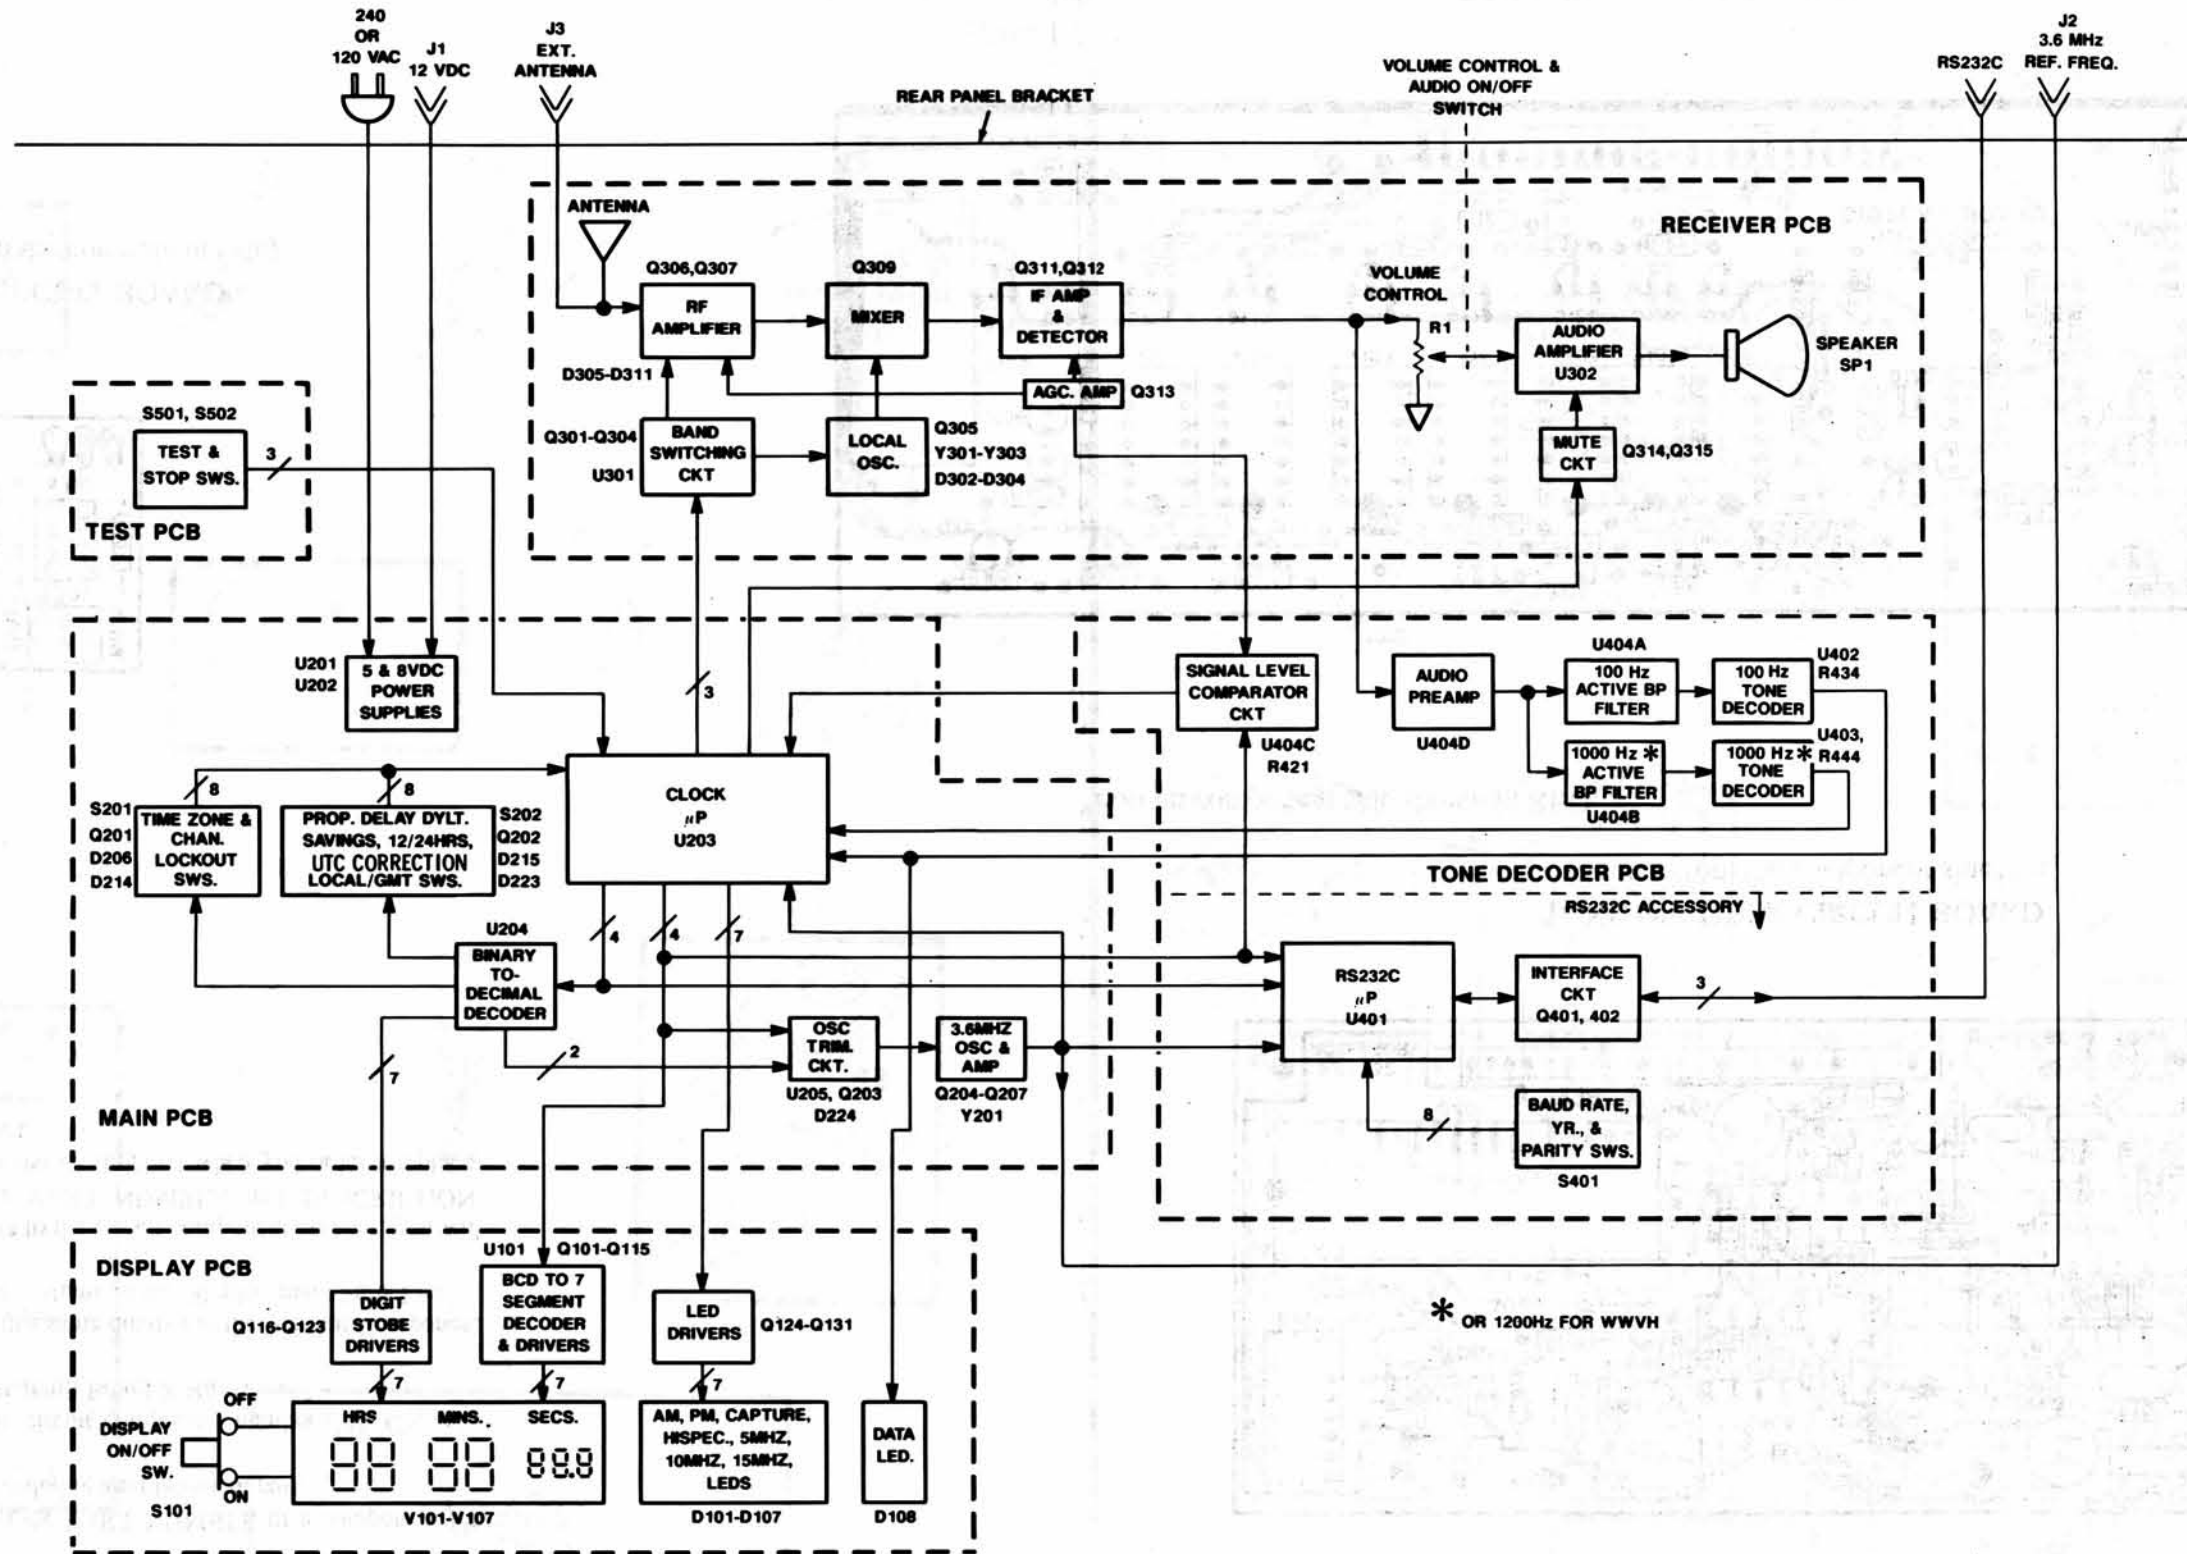 240
OR
120 VAC
J1
12 VDC
J3
EXT.
ANTENNA
REAR PANEL BRACKET
VOLUME CONTROL &
AUDIO ON/OFF
SWITCH
RS232C
J2
3.6 MHz
REF. FREQ.
RECEIVER PCB
ANTENNA
Q306,Q307
RF
AMPLIFIER
Q309
MIXER
Q311,Q312
IF AMP
&
DETECTOR
VOLUME
CONTROL
R1
AUDIO
AMPLIFIER
U302
SPEAKER
SP1
D305-D311
AGC. AMP
Q313
Q301-Q304
U301
BAND
SWITCHING
CKT
LOCAL
OSC.
Q305
Y301-Y303
D302-D304
MUTE
CKT
Q314,Q315
S501, S502
TEST &
STOP SWS.
3
TEST PCB
U201
U202
5 & 8VDC
POWER
SUPPLIES
3
SIGNAL LEVEL
COMPARATOR
CKT
U404C
R421
AUDIO
PREAMP
U404D
U404A
100 Hz
ACTIVE BP
FILTER
100 Hz
TONE
DECODER
U402
R434
1000 Hz *
ACTIVE
BP FILTER
U404B
1000 Hz *
TONE
DECODER
U403,
R444
CLOCK
µP
U203
8
8
S201
Q201
D206
D214
TIME ZONE &
CHAN.
LOCKOUT
SWS.
PROP. DELAY DYLT.
SAVINGS, 12/24HRS,
UTC CORRECTION
LOCAL/GMT SWS.
S202
Q202
D215
D223
TONE DECODER PCB
RS232C ACCESSORY
4
4
7
U204
BINARY
TO-
DECIMAL
DECODER
RS232C
µP
U401
INTERFACE
CKT
Q401, 402
3
OSC
TRIM.
CKT.
U205, Q203
D224
3.6MHZ
OSC &
AMP
Q204-Q207
Y201
2
7
MAIN PCB
8
BAUD RATE,
YR., &
PARITY SWS.
S401
DISPLAY PCB
Q116-Q123
DIGIT
STOBE
DRIVERS
U101
Q101-Q115
BCD TO 7
SEGMENT
DECODER
& DRIVERS
LED
DRIVERS
Q124-Q131
7
7
7
* OR 1200Hz FOR WWVH
DISPLAY
ON/OFF
SW.
S101
OFF
ON
HRS
MINS.
SECS.
88 88 88.8
V101-V107
AM, PM, CAPTURE,
HISPEC., 5MHZ,
10MHZ, 15MHZ,
LEDS
D101-D107
DATA
LED.
D108